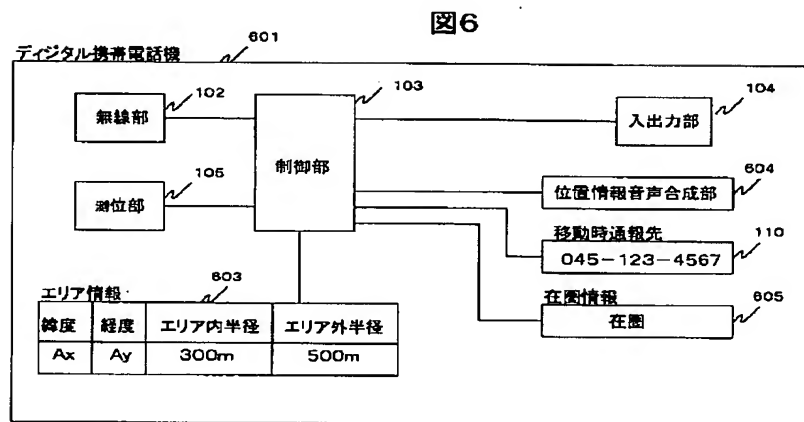 図6
ディジタル携帯電話機
601
無線部
102
103
制御部
104
入出力部
測位部
105
位置情報音声合成部
604
移動時通報先
110
045-123-4567
在圏情報
605
在圏
エリア情報
603
緯度 経度 エリア内半径 エリア外半径
Ax Ay 300m 500m